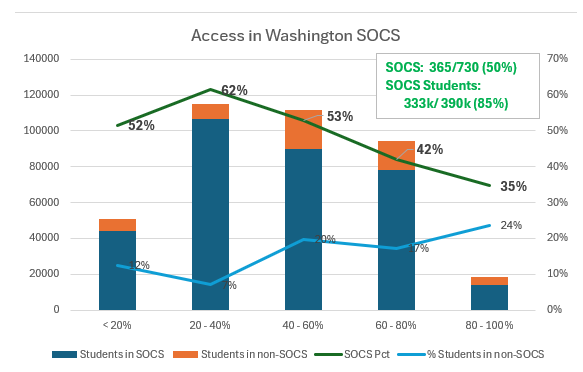 Access in Washington SOCS
SOCS: 365/730 (50%)
SOCS Students:
333k/ 390k (85%)
140000
120000
100000
80000
60000
40000
20000
0
70%
60%
50%
40%
30%
20%
10%
0%
52%
62%
53%
42%
35%
24%
< 20%
20 - 40%
40 - 60%
60 - 80%
80 - 100%
Students in SOCS
Students in non-SOCS
SOCS Pct
% Students in non-SOCS